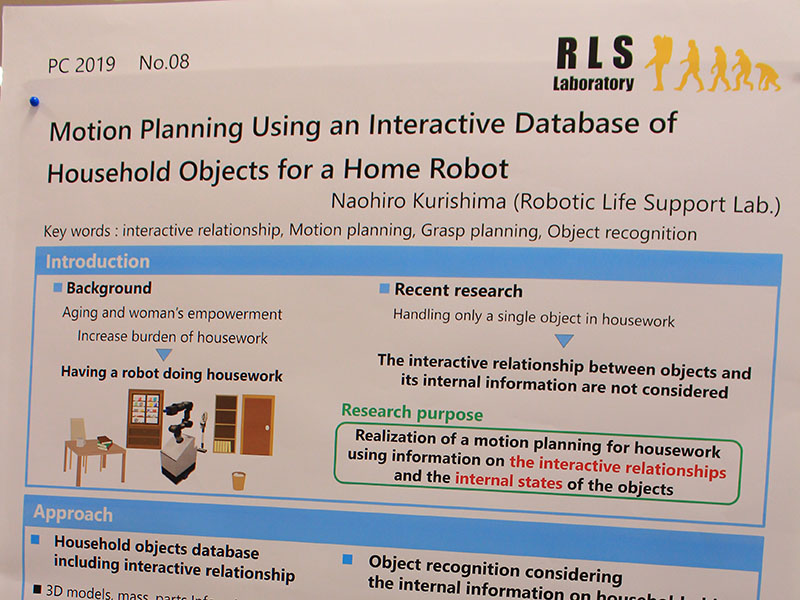 PC 2019 No.08
RLS
Laboratory
Motion Planning Using an Interactive Database of
Household Objects for a Home Robot
Naohiro Kurishima (Robotic Life Support Lab.)
Key words : interactive relationship, Motion planning, Grasp planning, Object recognition
Introduction
Background
Aging and woman's empowerment
Increase burden of housework
Having a robot doing housework
Recent research
Handling only a single object in housework
The interactive relationship between objects and
its internal information are not considered
Research purpose
Realization of a motion planning for housework
using information on the interactive relationships
and the internal states of the objects
Approach
Household objects database
including interactive relationship
3D models, mass, parts
Object recognition considering
the internal information on